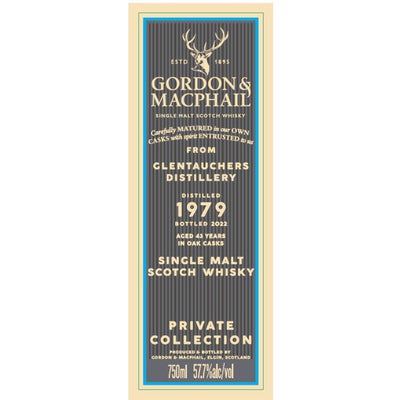 ESTD 1895
GORDON &
MACPHAIL
SINGLE MALT SCOTCH WHISKY
Carefully MATURED in our OWN
CASKS with spirit ENTRUSTED to us
FROM
GLENTAUCHERS
DISTILLERY
DISTILLED
1979
BOTTLED 2022
AGED 43 YEARS
IN OAK CASKS
SINGLE MALT
SCOTCH WHISKY
PRIVATE
COLLECTION
PRODUCED & BOTTLED BY
GORDON & MACPHAIL, ELGIN, SCOTLAND
750ml 57.7%alc/vol